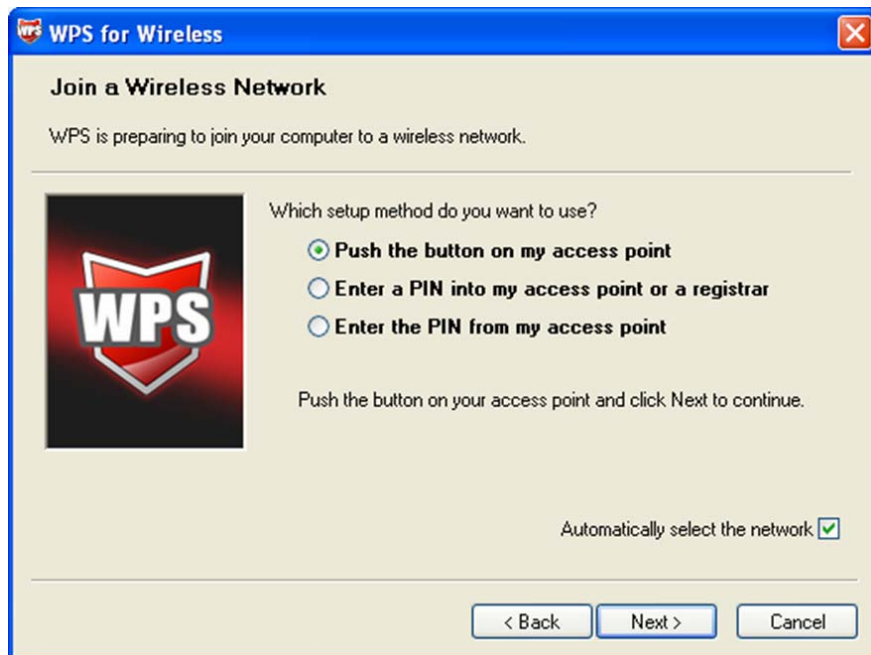 WPS for Wireless
Join a Wireless Network
WPS is preparing to join your computer to a wireless network.
Which setup method do you want to use?
Push the button on my access point
Enter a PIN into my access point or a registrar
Enter the PIN from my access point
WPS
Push the button on your access point and click Next to continue.
Automatically select the network
< Back
Next >
Cancel